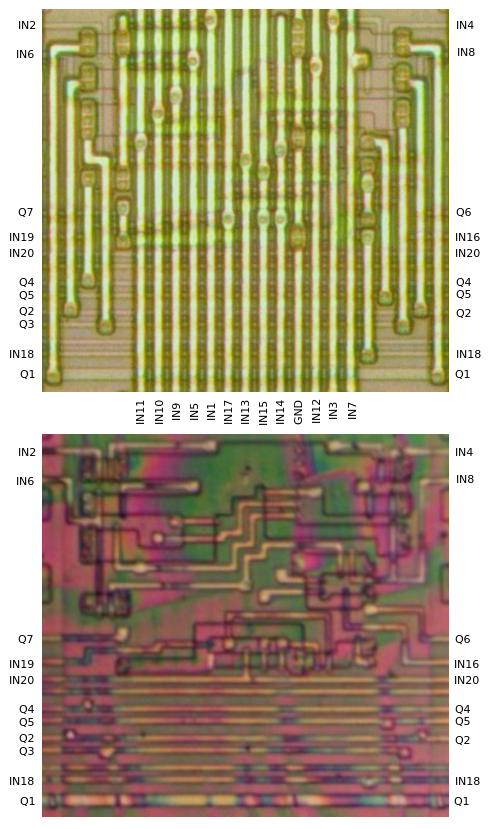 IN2 IN4
IN6 IN8
Q7 Q6
IN19 IN16
IN20 IN20
Q4 Q4
Q5 Q5
Q2 Q2
Q3
IN18 IN18
Q1 Q1
IN11 IN10 IN9 IN5 IN1 IN17 IN13 IN15 IN14 GND IN12 IN3 IN7
IN2 IN4
IN6 IN8
Q7 Q6
IN19 IN16
IN20 IN20
Q4 Q4
Q5 Q5
Q2 Q2
Q3
IN18 IN18
Q1 Q1